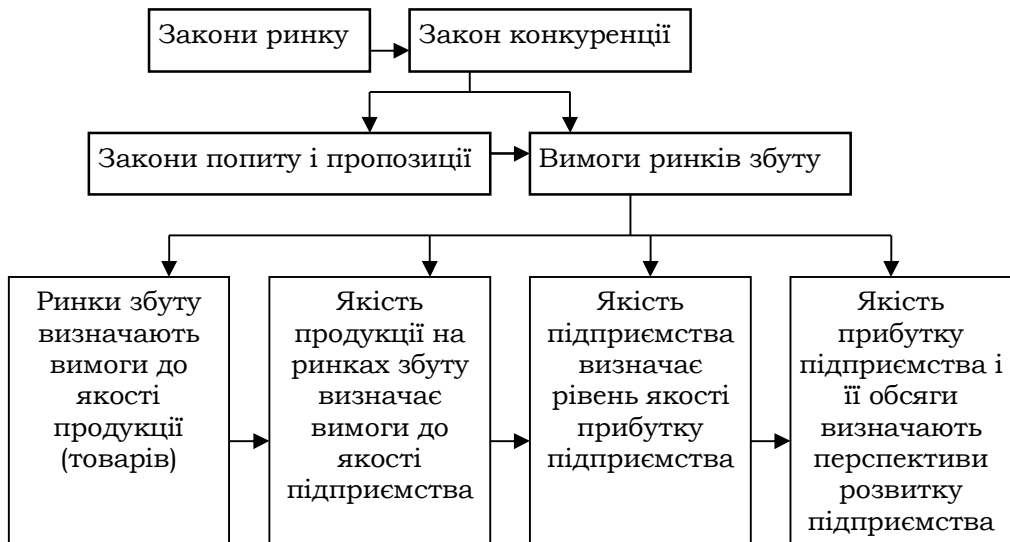 Закони ринку
Закон конкуренції
Закони попиту і пропозиції
Вимоги ринків збуту
Ринки збуту
визначають
вимоги до
якості
продукції
(товарів)
Якість
продукції на
ринках збуту
визначає
вимоги до
якості
підприємства
Якість
підприємства
визначає
рівень якості
прибутку
підприємства
Якість
прибутку
підприємства і
її обсяги
визначають
перспективи
розвитку
підприємства